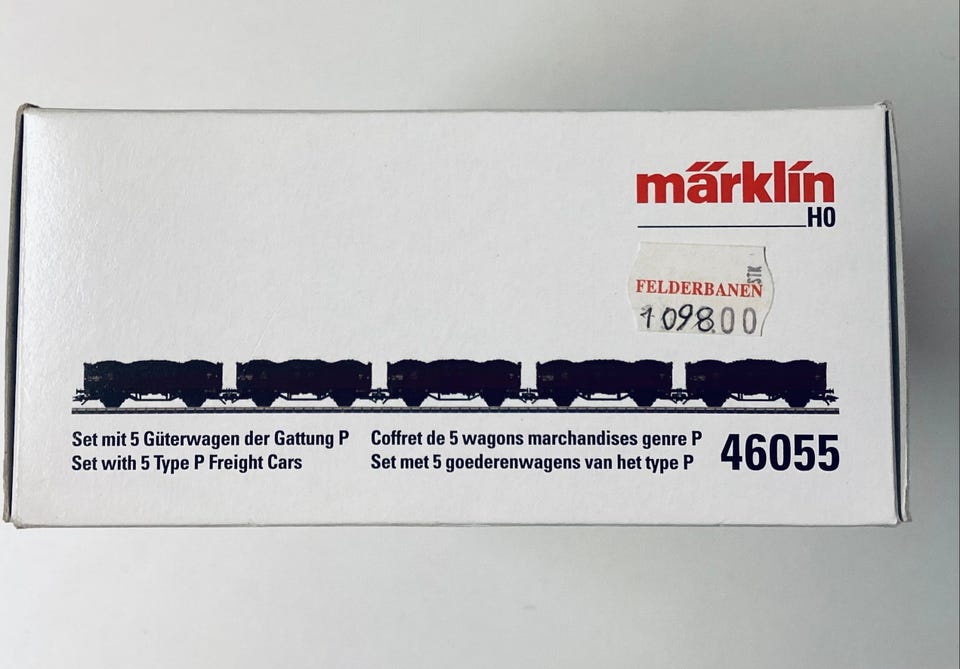 märklin
HO
STK
FELDERBANEN
1098.00
Set mit 5 Güterwagen der Gattung P
Set with 5 Type P Freight Cars
Coffret de 5 wagons marchandises genre P
Set met 5 goederenwagens van het type P
46055